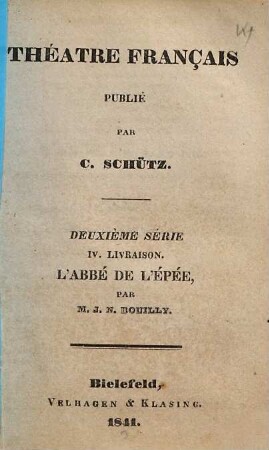 THÉATRE FRANÇAIS
PUBLIÉ
PAR
C. SCHÜTZ.
DEUXIÈME SÉRIE
IV. LIVRAISON.
L'ABBÉ DE L'ÉPÉE,
PAR
M. J. N. BOUILLY.
Bielefeld,
VELHAGEN & KLASING.
1841.